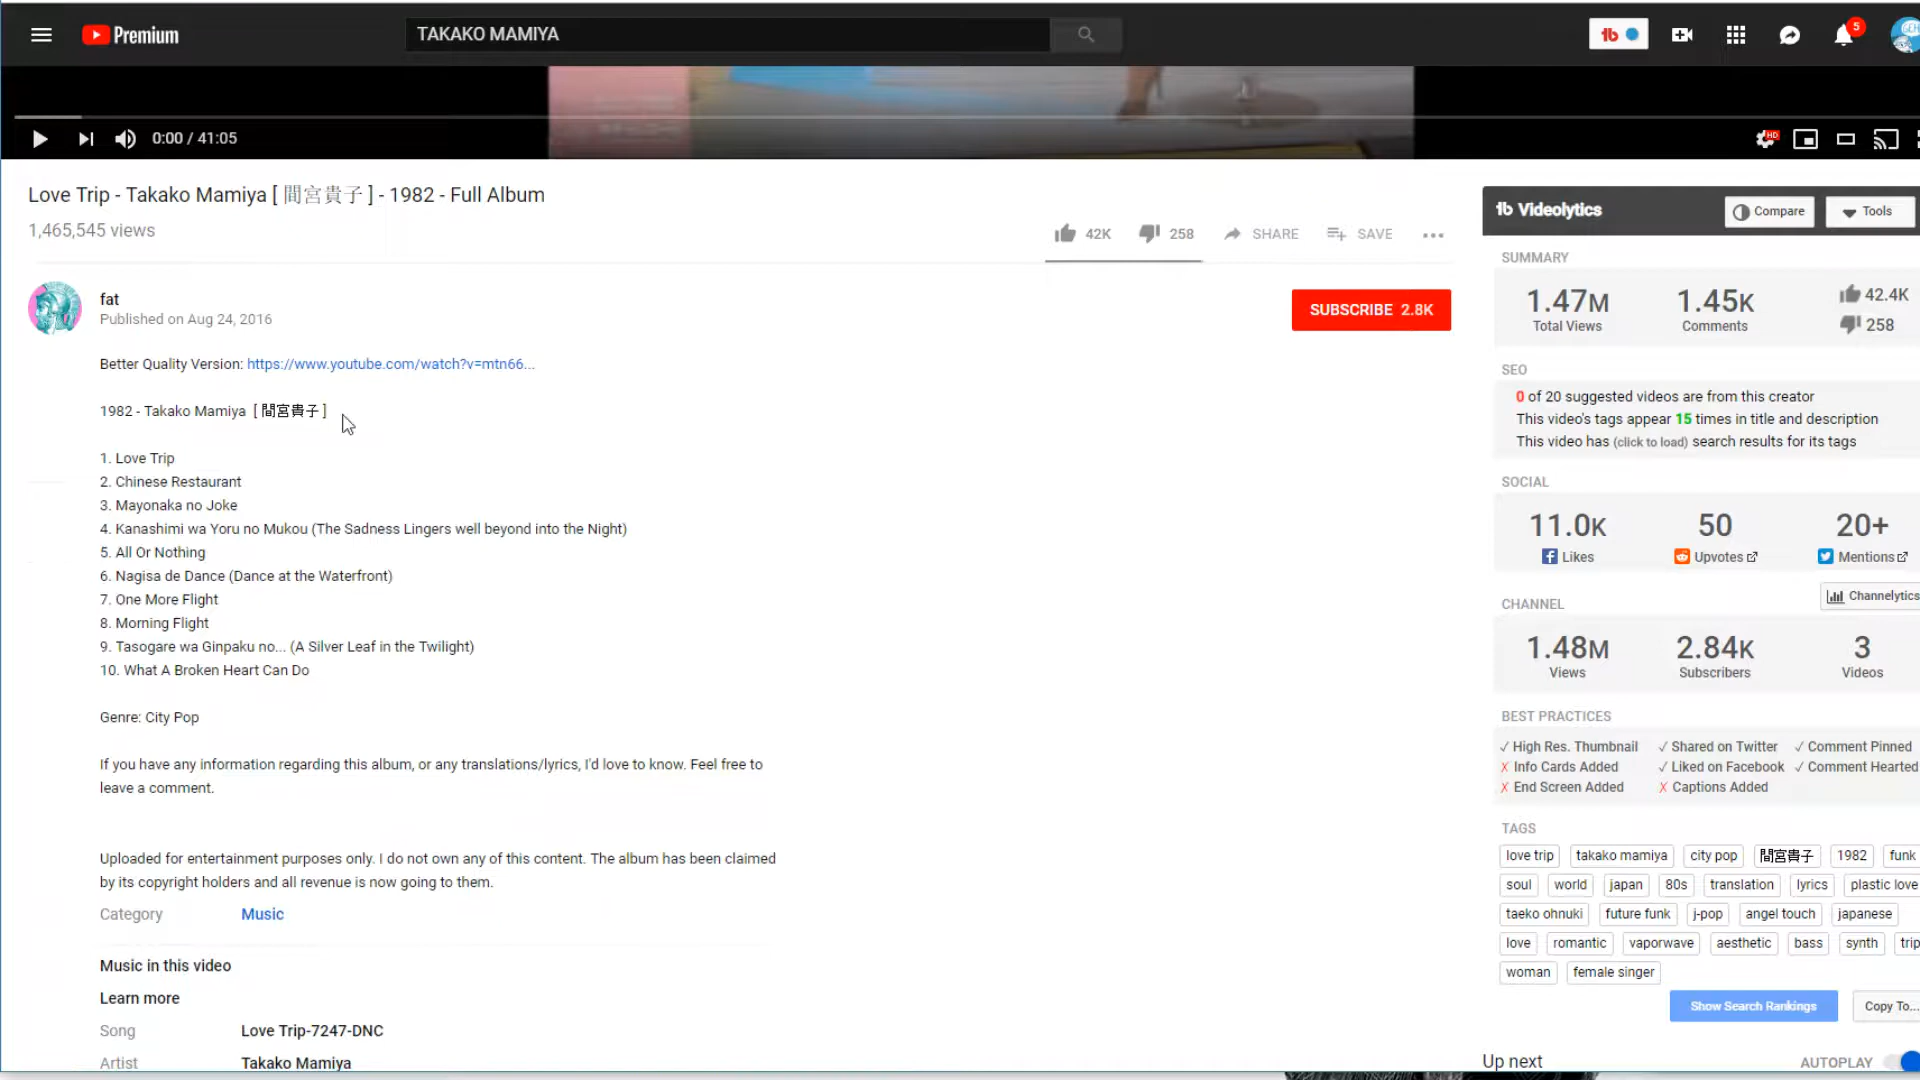 Premium
TAKAKO MAMIYA
5
0:00 / 41:05
HD
Love Trip - Takako Mamiya [ 間宮貴子 ] - 1982 - Full Album
1,465,545 views
42K
258
SHARE
SAVE
fat
Published on Aug 24, 2016
SUBSCRIBE 2.8K
Better Quality Version: https://www.youtube.com/watch?v=mtn66...
1982 - Takako Mamiya [ 間宮貴子 ]
1. Love Trip
2. Chinese Restaurant
3. Mayonaka no Joke
4. Kanashimi wa Yoru no Mukou (The Sadness Lingers well beyond into the Night)
5. All Or Nothing
6. Nagisa de Dance (Dance at the Waterfront)
7. One More Flight
8. Morning Flight
9. Tasogare wa Ginpaku no... (A Silver Leaf in the Twilight)
10. What A Broken Heart Can Do
Genre: City Pop
If you have any information regarding this album, or any translations/lyrics, I'd love to know. Feel free to
leave a comment.
Uploaded for entertainment purposes only. I do not own any of this content. The album has been claimed
by its copyright holders and all revenue is now going to them.
Category Music
Music in this video
Learn more
Song Love Trip-7247-DNC
Artist Takako Mamiya
tb Videolytics
Compare
Tools
SUMMARY
1.47M 1.45K 42.4K
Total Views Comments 258
SEO
0 of 20 suggested videos are from this creator
This video's tags appear 15 times in title and description
This video has (click to load) search results for its tags
SOCIAL
11.0K 50 20+
Likes Upvotes Mentions
CHANNEL Channelytics
1.48M 2.84K 3
Views Subscribers Videos
BEST PRACTICES
✓ High Res. Thumbnail ✓ Shared on Twitter ✓ Comment Pinned
X Info Cards Added ✓ Liked on Facebook ✓ Comment Hearted
X End Screen Added X Captions Added
TAGS
love trip takako mamiya city pop 間宮貴子 1982 funk
soul world japan 80s translation lyrics plastic love
taeko ohnuki future funk j-pop angel touch japanese
love romantic vaporwave aesthetic bass synth trip
woman female singer
Show Search Rankings Copy To...
Up next AUTOPLAY